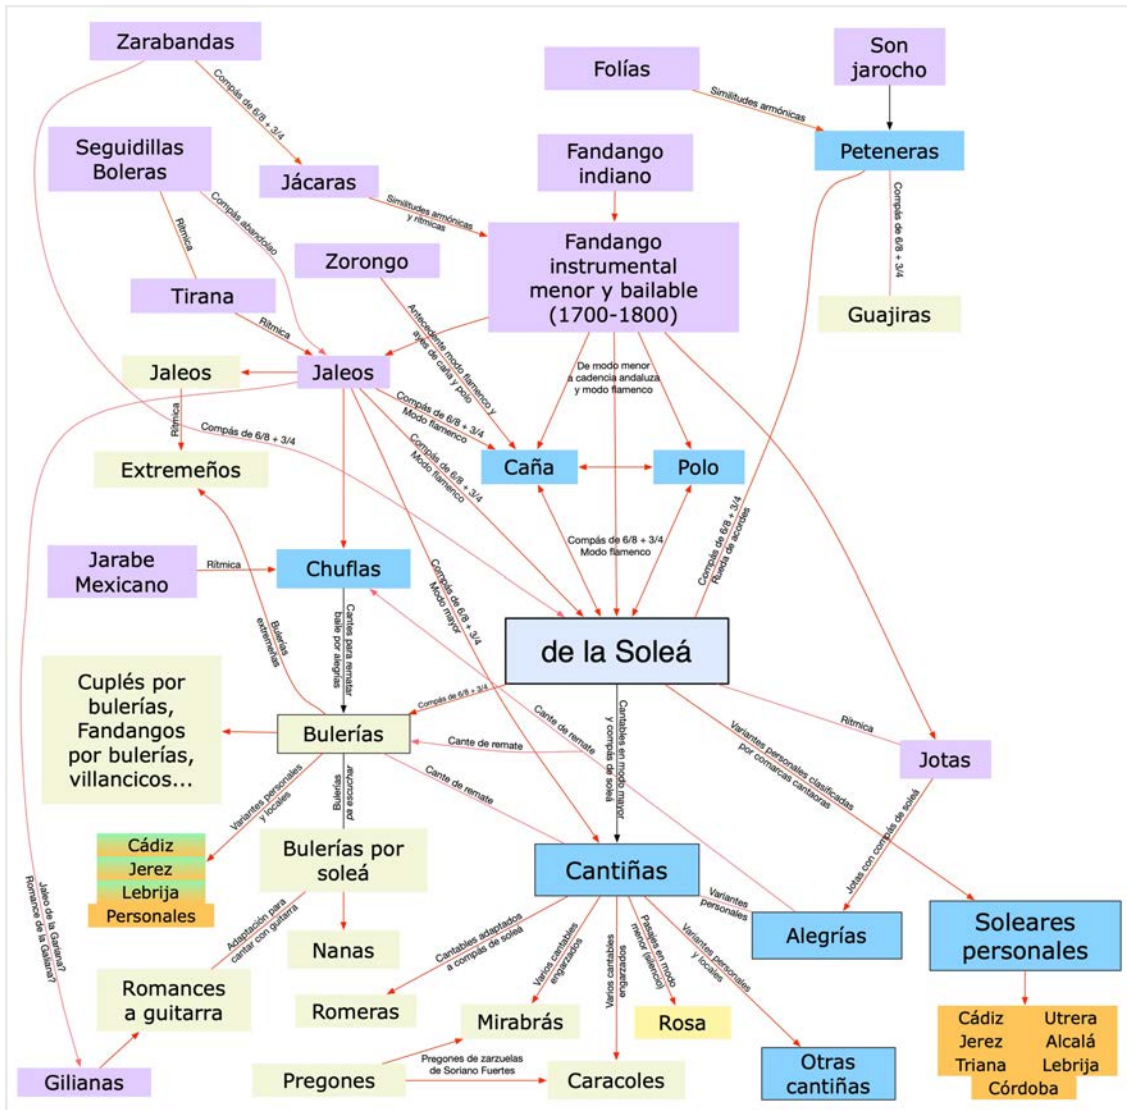 Zarabandas
Folías
Son
jarocho
Compás de 6/8 + 3/4
Similitudes armónicas
Seguidillas
Boleras
Peteneras
Jácaras
Fandango
indiano
Compás abandolao
Similitudes armónicas
y rítmicas
Compás de 6/8 + 3/4
Rítmica
Zorongo
Fandango
instrumental
menor y bailable
(1700-1800)
Tirana
Guajiras
Rítmica
Antecedente modo flamenco y
ayes de caña y polo
Jaleos
Jaleos
De modo menor
a cadencia andaluza
y modo flamenco
Rítmica
Compás de 6/8 + 3/4
Modo flamenco
Compás de 6/8 + 3/4
Compás de 6/8 + 3/4
Modo flamenco
Extremeños
Caña
Polo
Compás de 6/8 + 3/4
Rueda de acordes
Compás de 6/8 + 3/4
Modo flamenco
Jarabe
Mexicano
Rítmica
Chuflas
Compás de 6/8 + 3/4
Modo mayor
Bulerías
extremeñas
Cantes para rematar
baile por alegrías
de la Soleá
Cuplés por
bulerías,
Fandangos
por bulerías,
villancicos...
Compás de 6/8 + 3/4
Bulerías
Cante de remate
Cante de remate
Cantables en modo mayor
y compás de soleá
Variantes personales clasificadas
por comarcas cantaoras
Rítmica
Jotas
Variantes personales
y locales
Bulerías
pa escuchar
Cante de remate
Jotas con compás de soleá
Cádiz
Jerez
Lebrija
Personales
Bulerías por
soleá
Cantiñas
Variantes
personales
Alegrías
Soleares
personales
Jaleo de la Gariana?
Romance de la Galiana?
Adaptación para
cantar con guitarra
Nanas
Cantables adaptados
a compás de soleá
Varios cantables
engarzados
Varios cantables
engarzados
Pasajes en modo
menor (silencio)
Variantes personales
y locales
Romances
a guitarra
Romeras
Mirabrás
Rosa
Cádiz Utrera
Jerez Alcalá
Triana Lebrija
Córdoba
Gilianas
Pregones
Pregones de zarzuelas
de Soriano Fuertes
Caracoles
Otras
cantiñas